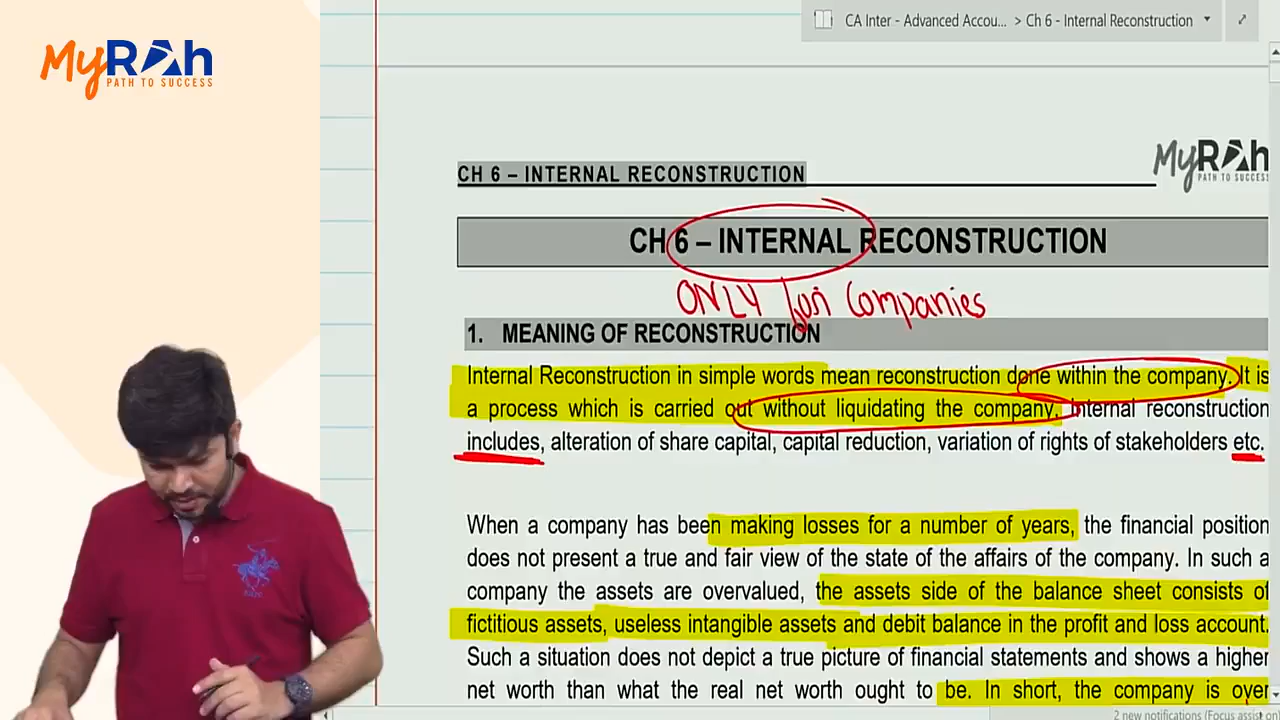 MyRAh
PATH TO SUCCESS
CA Inter - Advanced Accou... > Ch 6 - Internal Reconstruction
CH 6 – INTERNAL RECONSTRUCTION
MyRAh
PATH TO SUCCESS
CH 6 – INTERNAL RECONSTRUCTION
ONLY for Companies
1. MEANING OF RECONSTRUCTION
Internal Reconstruction in simple words mean reconstruction done within the company. It is
a process which is carried out without liquidating the company. Internal reconstruction
includes, alteration of share capital, capital reduction, variation of rights of stakeholders etc.
When a company has been making losses for a number of years, the financial position
does not present a true and fair view of the state of the affairs of the company. In such a
company the assets are overvalued, the assets side of the balance sheet consists of
fictitious assets, useless intangible assets and debit balance in the profit and loss account.
Such a situation does not depict a true picture of financial statements and shows a higher
net worth than what the real net worth ought to be. In short, the company is over
2 new notifications (Focus assist on)